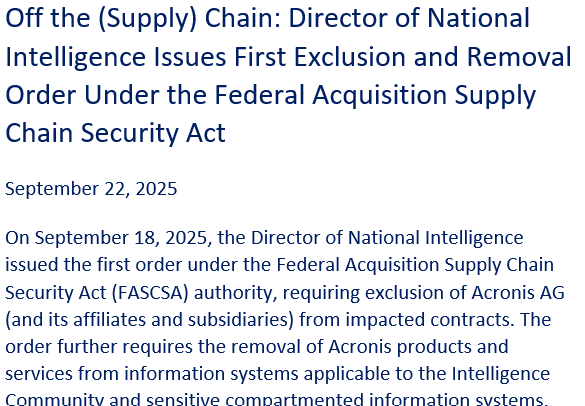 Off the (Supply) Chain: Director of National
Intelligence Issues First Exclusion and Removal
Order Under the Federal Acquisition Supply
Chain Security Act
September 22, 2025
On September 18, 2025, the Director of National Intelligence
issued the first order under the Federal Acquisition Supply Chain
Security Act (FASCSA) authority, requiring exclusion of Acronis AG
(and its affiliates and subsidiaries) from impacted contracts. The
order further requires the removal of Acronis products and
services from information systems applicable to the Intelligence
Community and sensitive compartmented information systems.